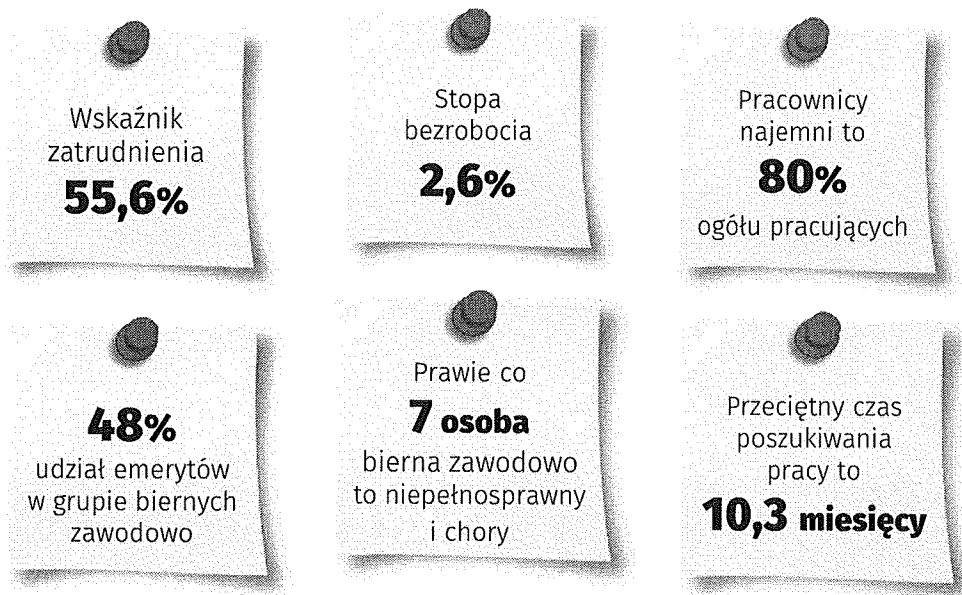 Wskaźnik
zatrudnienia
55,6%
Stopa
bezrobocia
2,6%
Pracownicy
najemni to
80%
ogółu pracujących
48%
udział emerytów
w grupie biernych
zawodowo
Prawie co
7 osoba
bierna zawodowo
to niepełnosprawny
i chory
Przeciętny czas
poszukiwania
pracy to
10,3 miesięcy